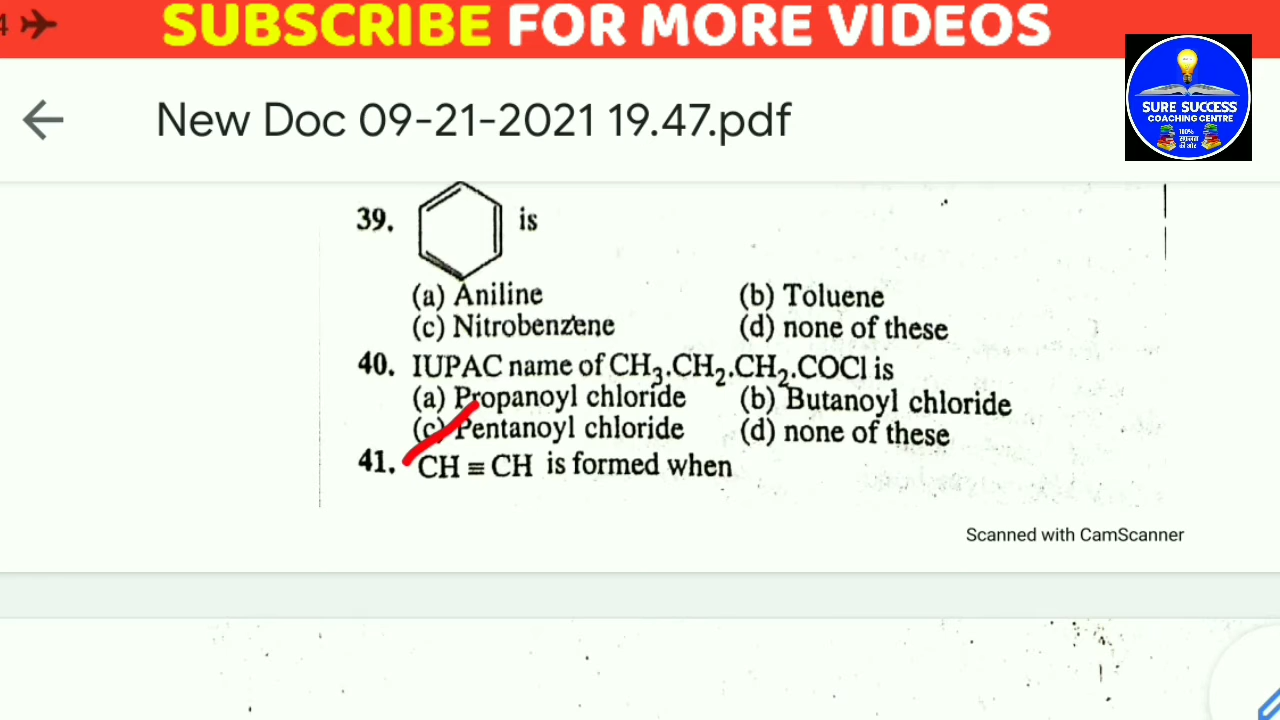 SUBSCRIBE FOR MORE VIDEOS
4
New Doc 09-21-2021 19.47.pdf
SURE SUCCESS
COACHING CENTRE
100%
39. is
(a) Aniline (b) Toluene
(c) Nitrobenzene (d) none of these
40. IUPAC name of CH₃.CH₂.CH₂.COCl is
(a) Propanoyl chloride (b) Butanoyl chloride
(c) Pentanoyl chloride (d) none of these
41. CH ≡ CH is formed when
Scanned with CamScanner